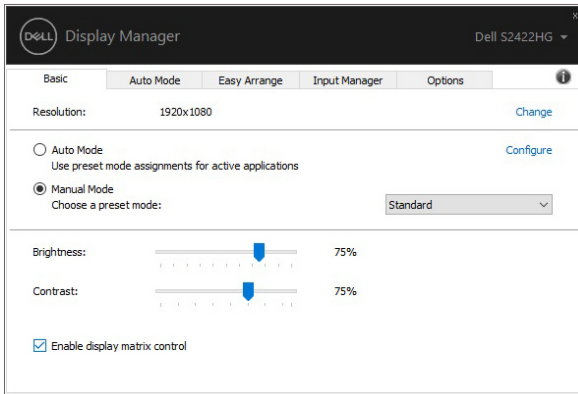 DELL Display Manager
Dell S2422HG
Basic Auto Mode Easy Arrange Input Manager Options
Resolution: 1920x1080 Change
Auto Mode Configure
Use preset mode assignments for active applications
Manual Mode
Choose a preset mode: Standard
Brightness: 75%
Contrast: 75%
Enable display matrix control